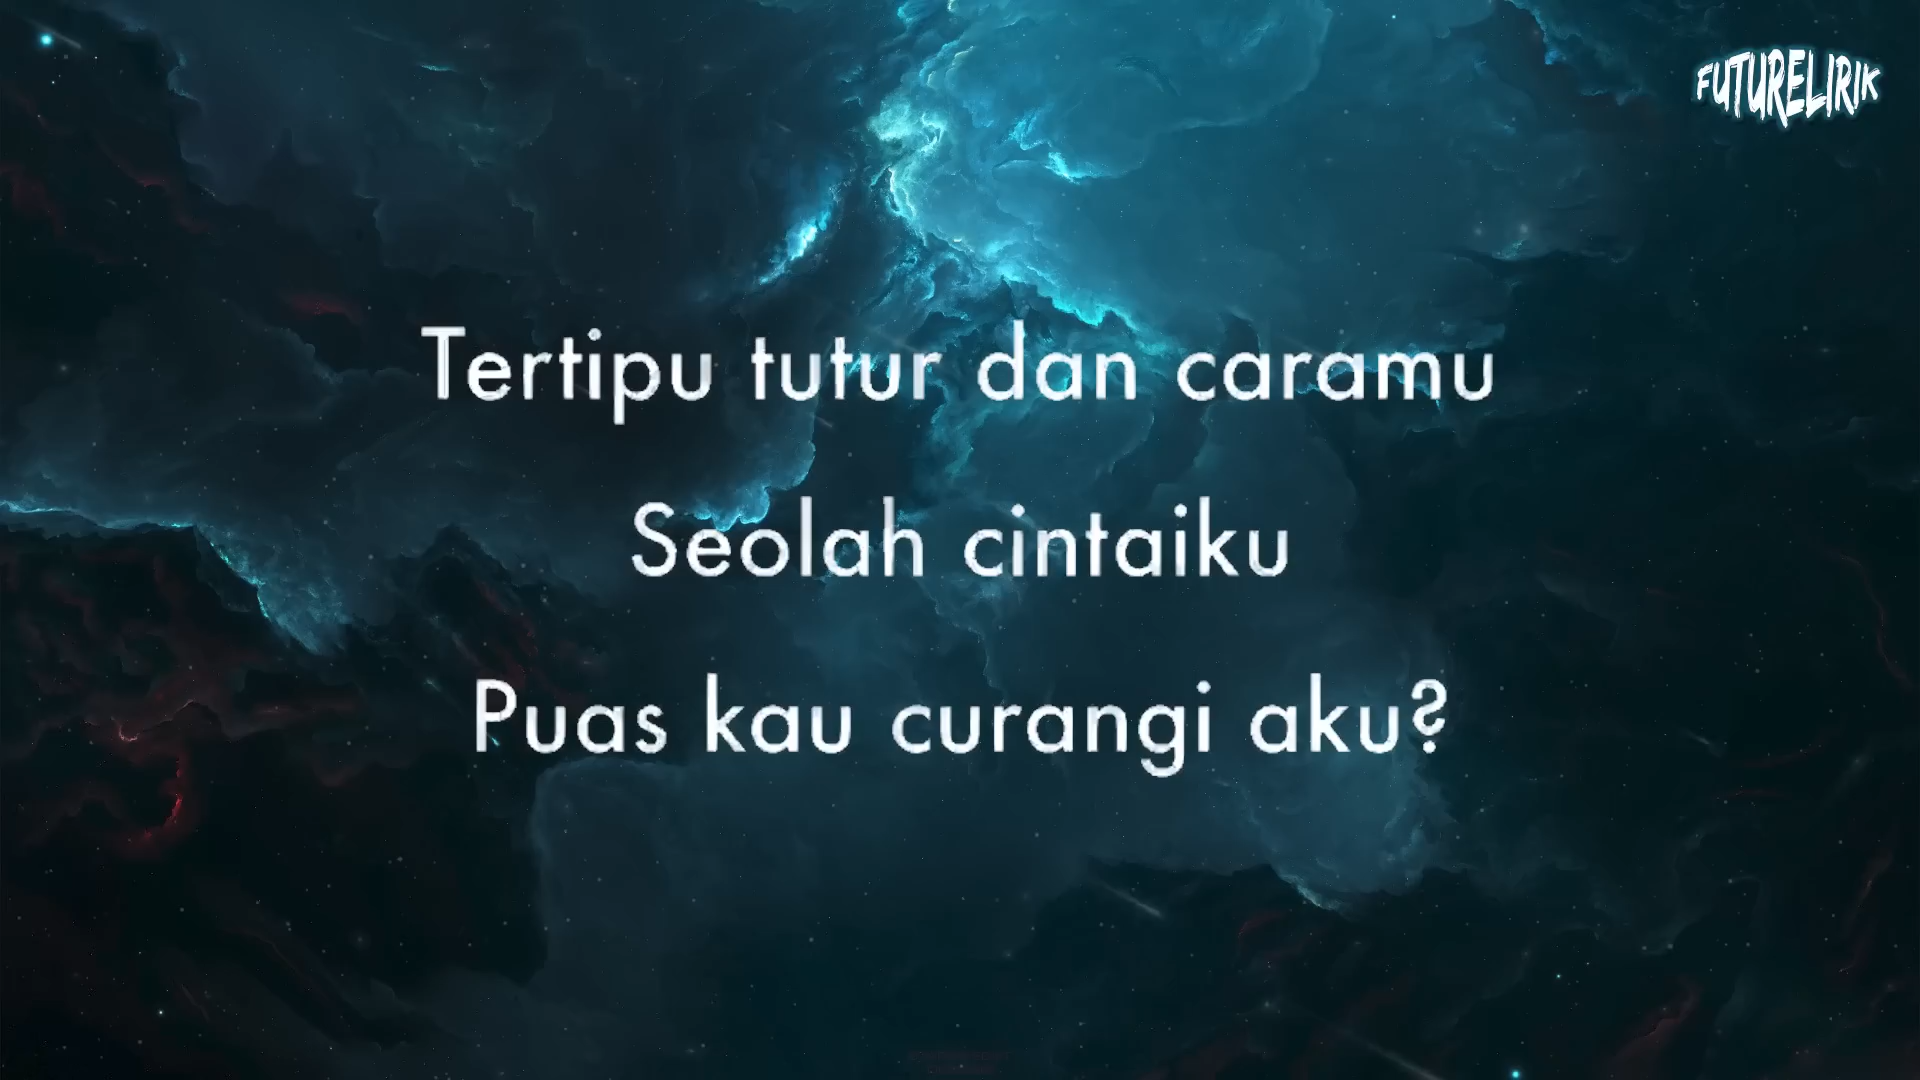 FUTURELIRIK
Tertipu tutur dan caramu
Seolah cintaiku
Puas kau curangi aku?